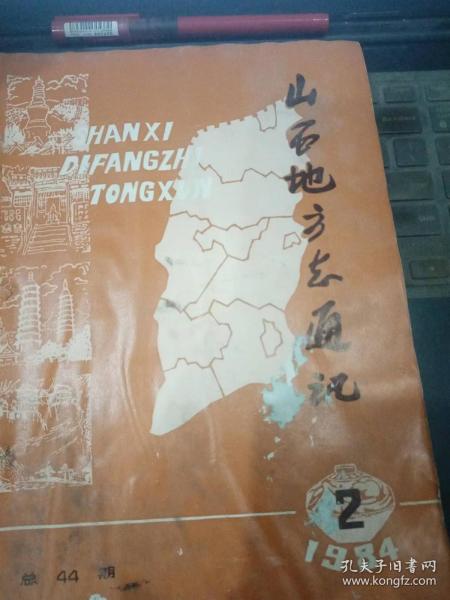 SHANXI
DIFANGZHI
TONGXUN
山西地方志通讯
2
1984
总 44 期
孔夫子旧书网
www.kongfz.com